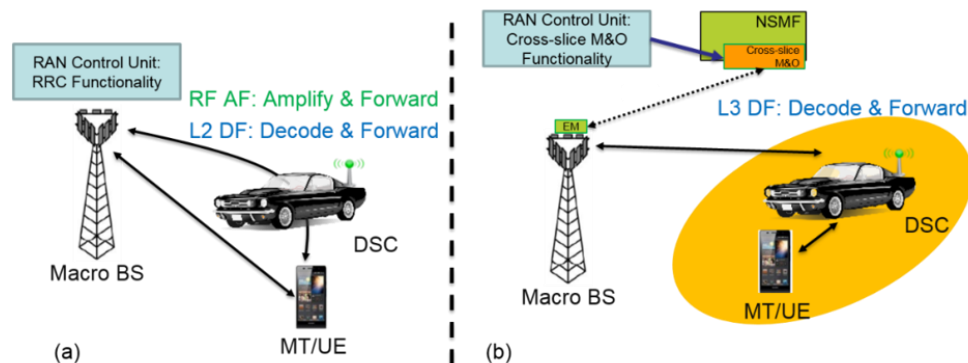 RAN Control Unit:
RRC Functionality
RF AF: Amplify & Forward
L2 DF: Decode & Forward
Macro BS
DSC
MT/UE
(a)
RAN Control Unit:
Cross-slice M&O
Functionality
NSMF
Cross-slice
M&O
EM
L3 DF: Decode & Forward
Macro BS
DSC
MT/UE
(b)